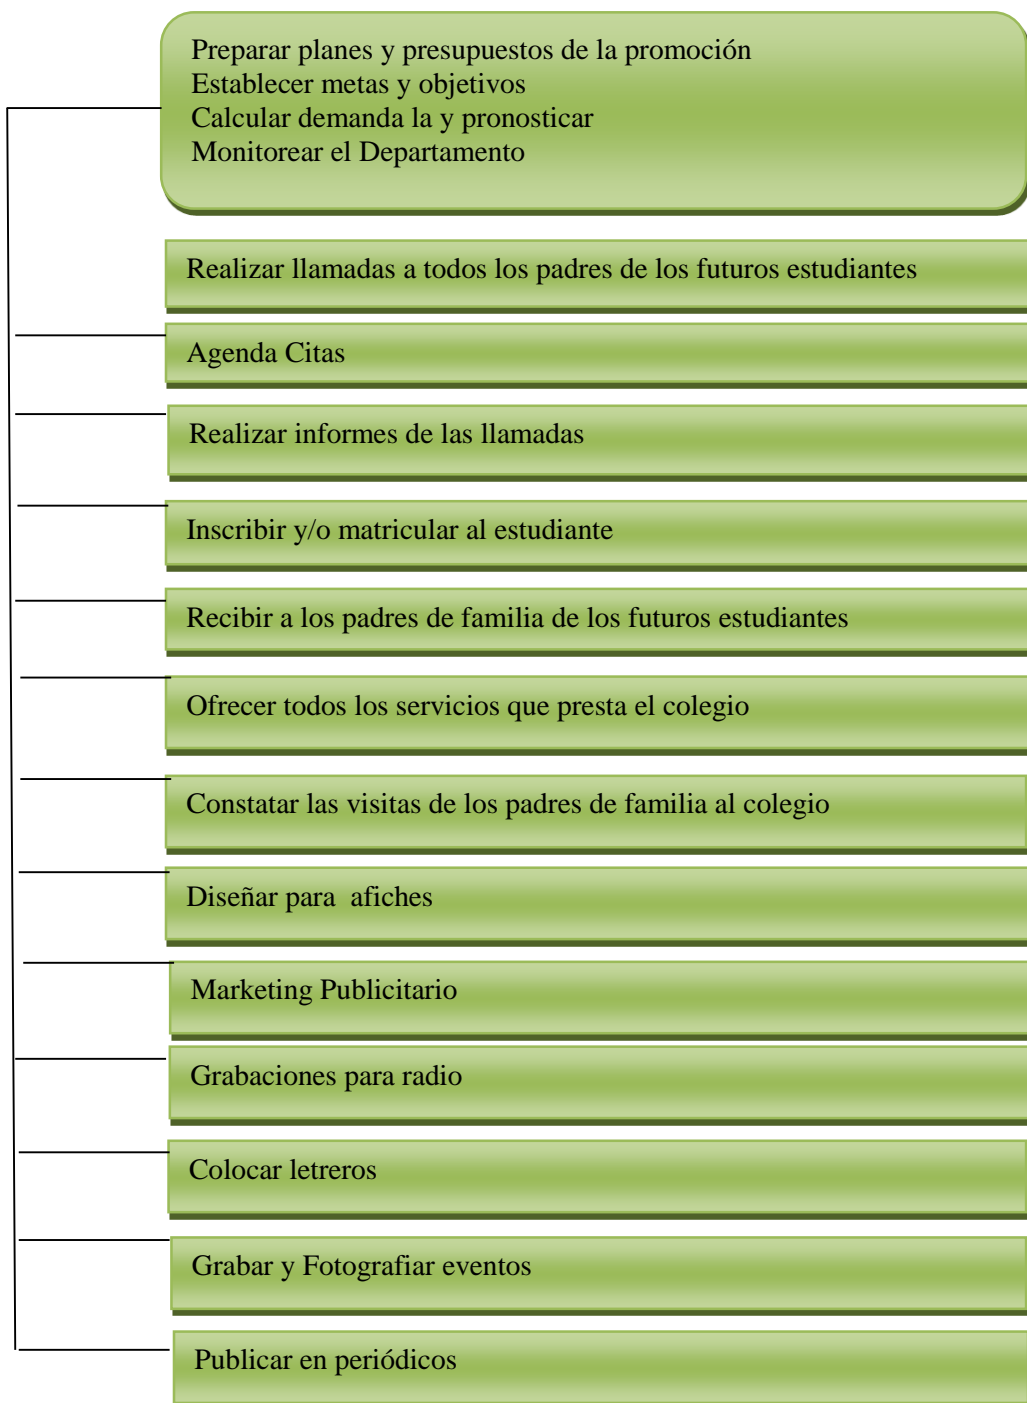 Preparar planes y presupuestos de la promoción
Establecer metas y objetivos
Calcular demanda la y pronosticar
Monitorear el Departamento
Realizar llamadas a todos los padres de los futuros estudiantes
Agenda Citas
Realizar informes de las llamadas
Inscribir y/o matricular al estudiante
Recibir a los padres de familia de los futuros estudiantes
Ofrecer todos los servicios que presta el colegio
Constatar las visitas de los padres de familia al colegio
Diseñar para  afiches
Marketing Publicitario
Grabaciones para radio
Colocar letreros
Grabar y Fotografiar eventos
Publicar en periódicos